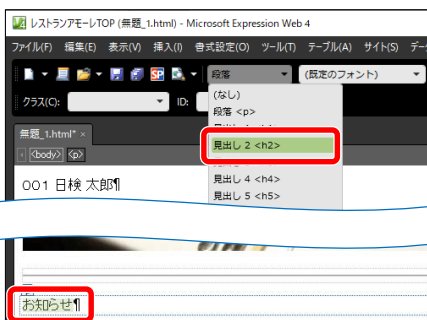 レストランアモーレTOP (無題_1.html) - Microsoft Expression Web 4
ファイル(F) 編集(E) 表示(V) 挿入(I) 書式設定(O) ツール(T) テーブル(A) サイト(S)
段落 (既定のフォント)
クラス(C): ID:
(なし)
段落 <p>
見出し 2 <h2>
見出し 4 <h4>
見出し 5 <h5>
無題_1.html* ×
<body> <p>
001 日検 太郎¶
お知らせ¶